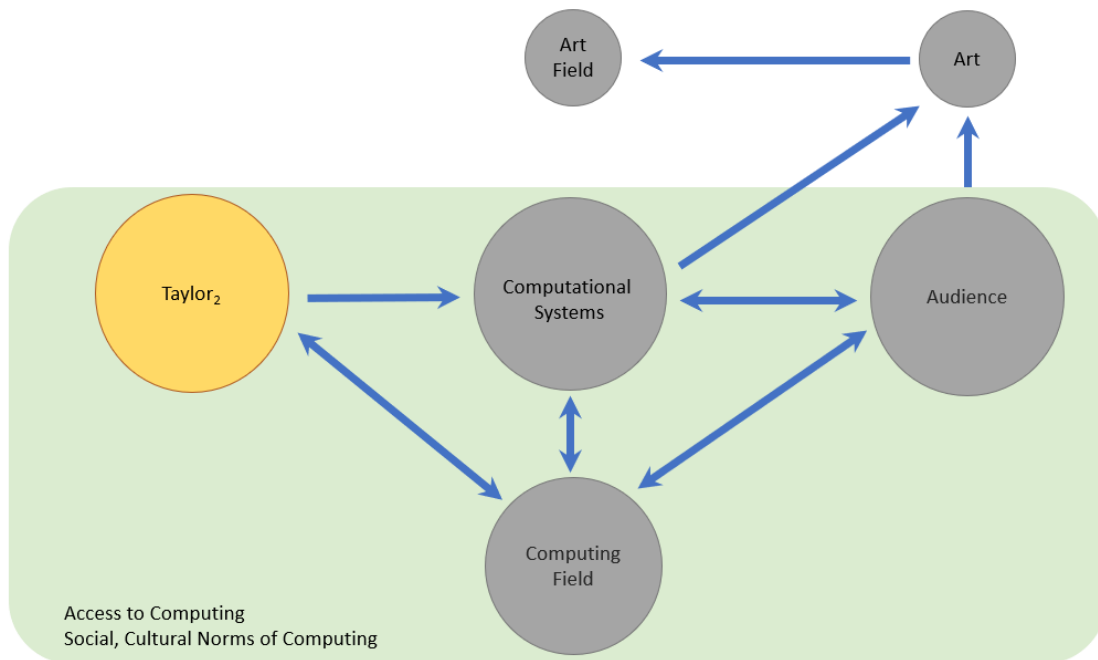 Art
Field
Art
Taylor₂
Computational
Systems
Audience
Computing
Field
Access to Computing
Social, Cultural Norms of Computing